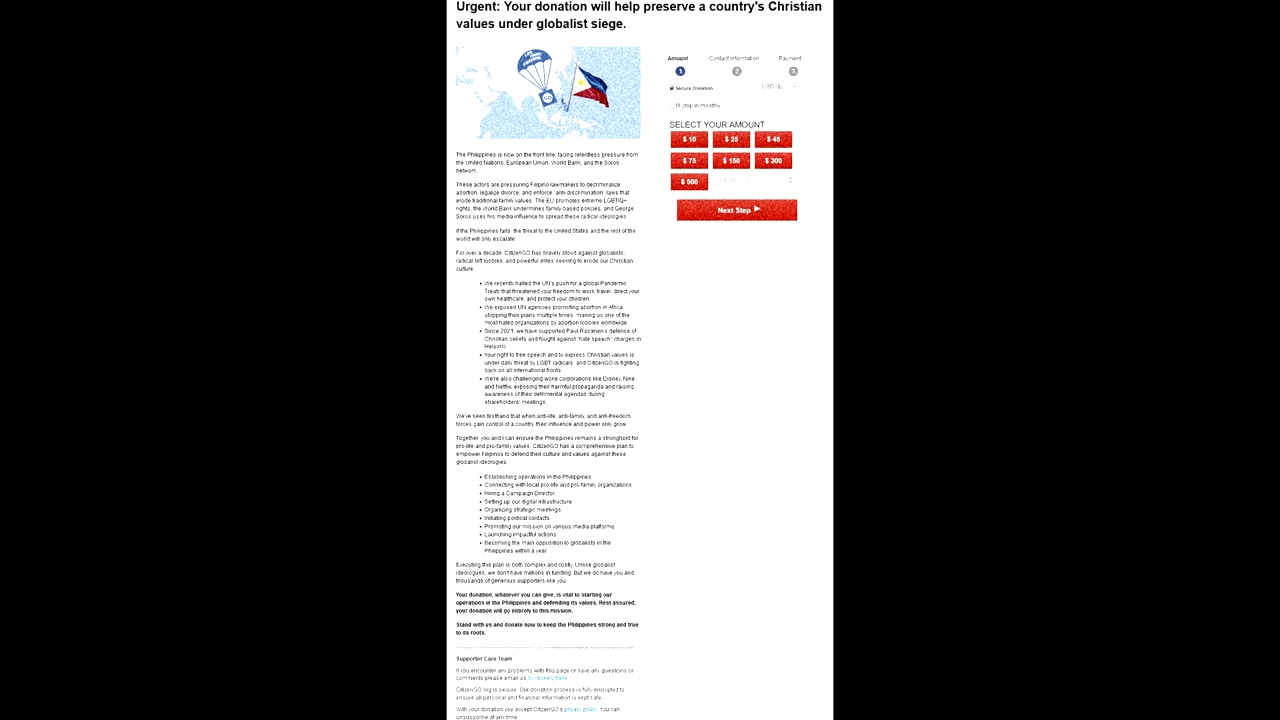 Urgent: Your donation will help preserve a country's Christian
values under globalist siege.
GO
The Philippines is now on the front line, facing relentless pressure from
the United Nations, European Union, World Bank, and the Soros
network.
These actors are pressuring Filipino lawmakers to decriminalize
abortion, legalize divorce, and enforce "anti-discrimination" laws that
erode traditional family values. The EU promotes extreme LGBTIQ+
rights, the World Bank undermines family-based policies, and George
Soros uses his media influence to spread these radical ideologies.
If the Philippines falls, the threat to the United States and the rest of the
world will only escalate.
For over a decade, CitizenGO has bravely stood against globalists,
radical left lobbies, and powerful elites seeking to erode our Christian
culture.
• We recently halted the UN's push for a global Pandemic
Treaty that threatened your freedom to work, travel, direct your
own healthcare, and protect your children.
• We exposed UN agencies promoting abortion in Africa,
stopping their plans multiple times, making us one of the
most hated organizations by abortion lobbies worldwide.
• Since 2021, we have supported Päivi Räsänen's defense of
Christian beliefs and fought against "hate speech" charges in
Helsinki.
• Your right to free speech and to express Christian values is
under daily threat by LGBT radicals, and CitizenGO is fighting
back on all international fronts.
• We're also challenging woke corporations like Disney, Nike,
and Netflix, exposing their harmful propaganda and raising
awareness of their detrimental agendas during
shareholders' meetings.
We've seen firsthand that when anti-life, anti-family, and anti-freedom
forces gain control of a country, their influence and power only grow.
Together you and I can ensure the Philippines remains a stronghold for
pro-life and pro-family values. CitizenGO has a comprehensive plan to
empower Filipinos to defend their culture and values against these
globalist ideologies.
• Establishing operations in the Philippines
• Connecting with local pro-life and pro-family organizations
• Hiring a Campaign Director
• Setting up our digital infrastructure
• Organizing strategic meetings
• Initiating political contacts
• Promoting our mission on various media platforms
• Launching impactful actions
• Becoming the main opposition to globalists in the
Philippines within a year
Executing this plan is both complex and costly. Unlike globalist
ideologues, we don't have millions in funding. But we do have you and
thousands of generous supporters like you.
Your donation, whatever you can give, is vital to starting our
operations in the Philippines and defending its values. Rest assured,
your donation will go entirely to this mission.
Stand with us and donate now to keep the Philippines strong and true
to its roots.
Supporter Care Team
If you encounter any problems with this page or have any questions or
comments please email us by clicking here.
CitizenGO.org is secure. Our donation process is fully encrypted to
ensure all personal and financial information is kept safe.
With your donation you accept CitizenGO's privacy policy. You can
unsubscribe at any time
Amount Contact information Payment
1 2 3
Secure Donation USD ($)
I'll chip in monthly
SELECT YOUR AMOUNT
$ 10 $ 25 $ 45
$ 75 $ 150 $ 300
$ 500
Next Step